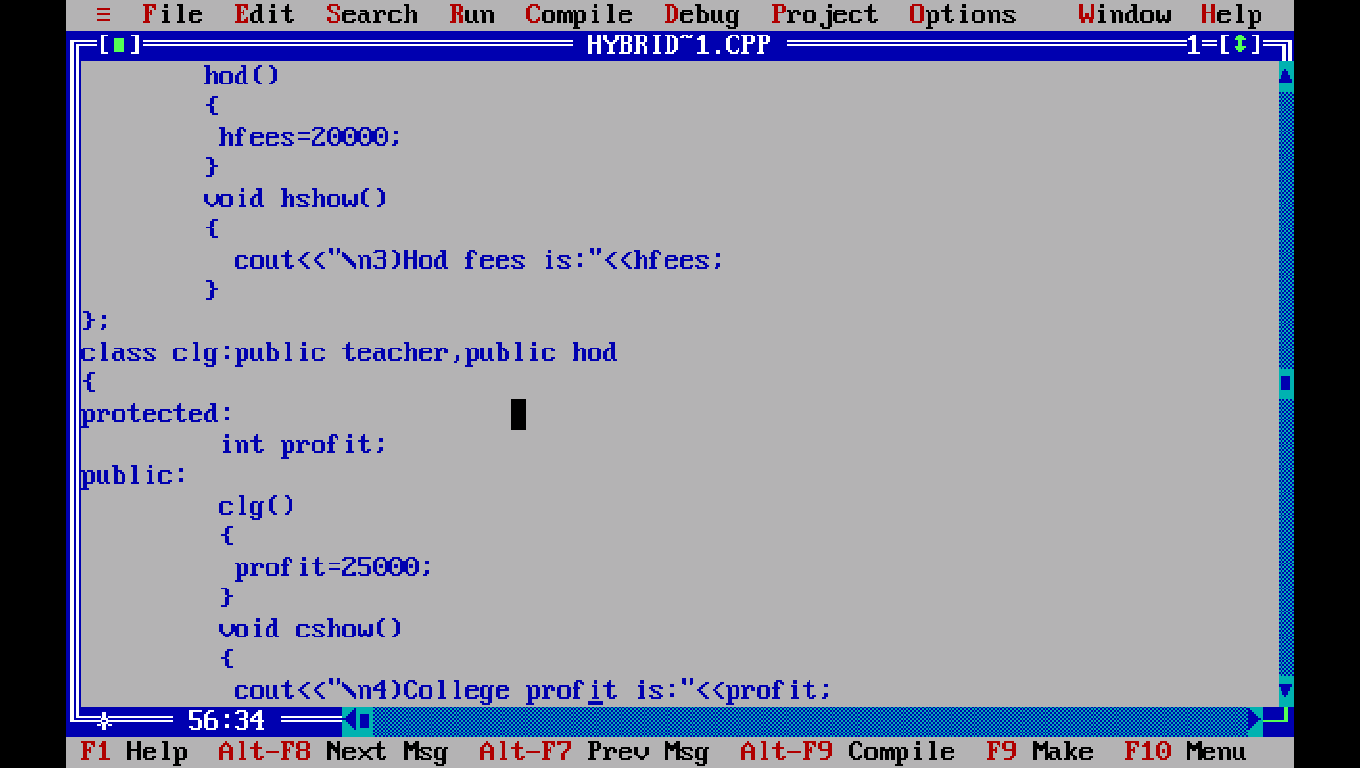 ≡ File Edit Search Run Compile Debug Project Options Window Help
[■] HYBRID~1.CPP 1=[↕]
hod()
{
hfees=20000;
}
void hshow()
{
cout<<"\n3)Hod fees is:"<<hfees;
}
};
class clg:public teacher,public hod
{
protected:
int profit;
public:
clg()
{
profit=25000;
}
void cshow()
{
cout<<"\n4)College profit is:"<<profit;
* 56:34
F1 Help Alt-F8 Next Msg Alt-F7 Prev Msg Alt-F9 Compile F9 Make F10 Menu